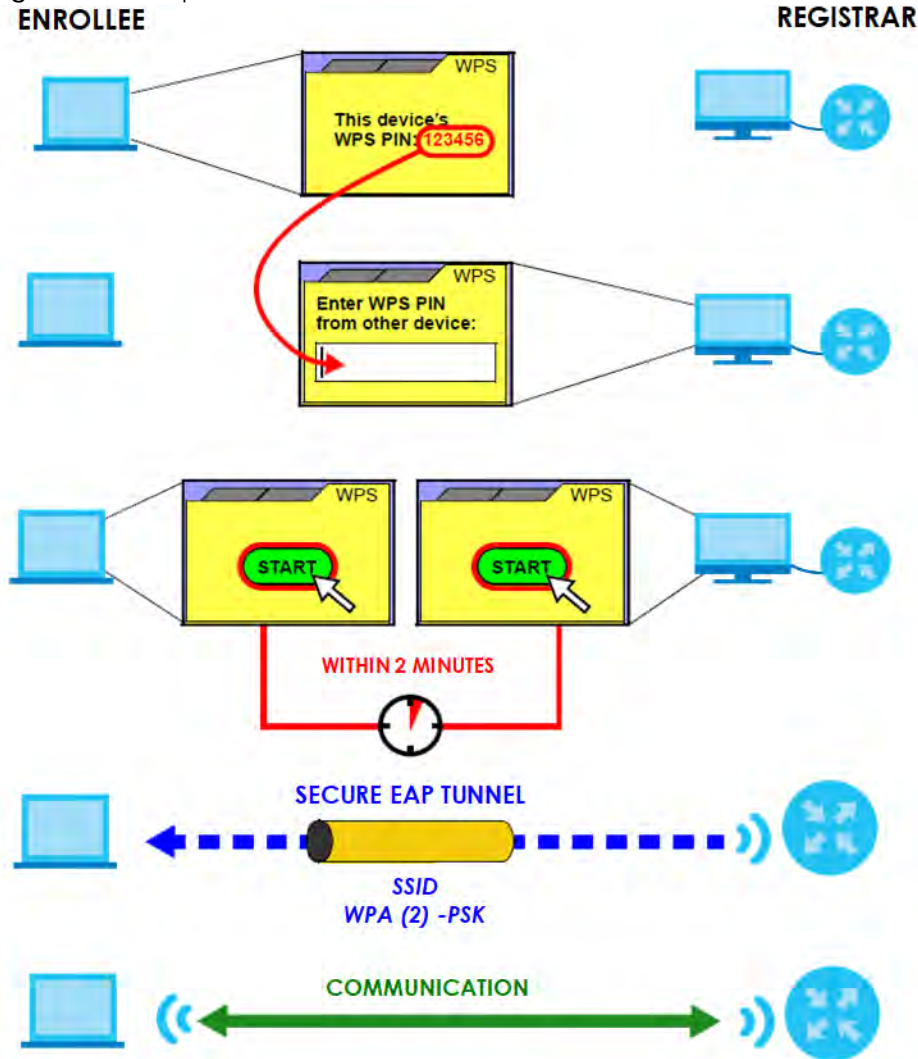 ENROLLEE
REGISTRAR
WPS
This device's
WPS PIN: 123456
WPS
Enter WPS PIN
from other device:
WPS
START
WPS
START
WITHIN 2 MINUTES
SECURE EAP TUNNEL
SSID
WPA (2) -PSK
COMMUNICATION